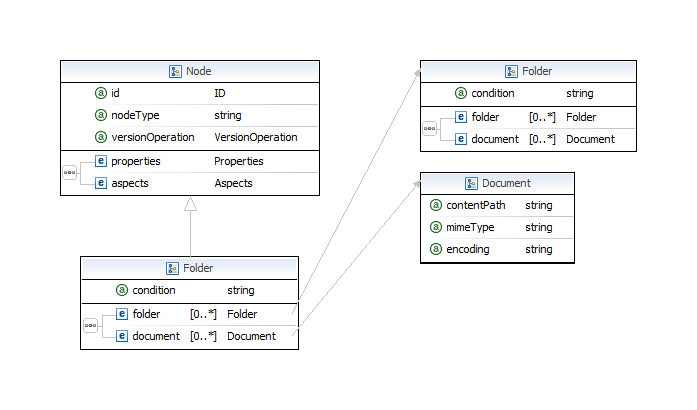 Node
a id ID
a nodeType string
a versionOperation VersionOperation
e properties Properties
e aspects Aspects
Folder
a condition string
e folder [0..*] Folder
e document [0..*] Document
Folder
a condition string
e folder [0..*] Folder
e document [0..*] Document
Document
a contentPath string
a mimeType string
a encoding string